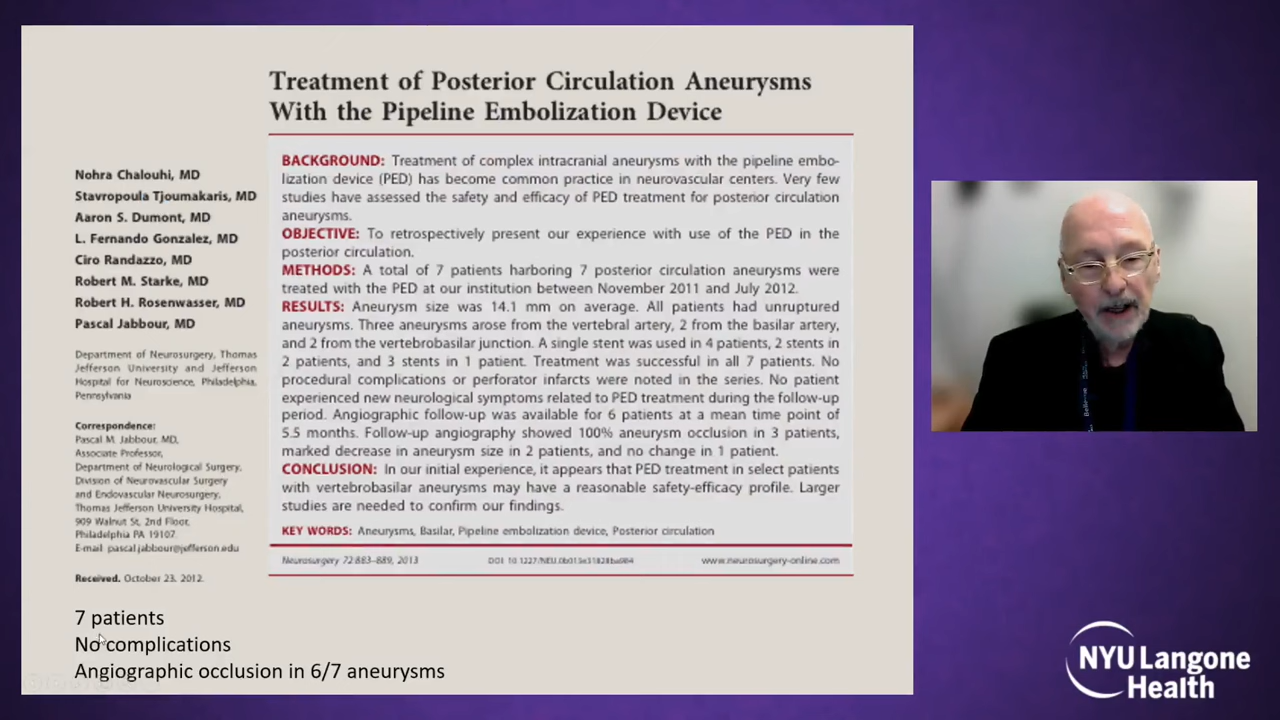 Treatment of Posterior Circulation Aneurysms
With the Pipeline Embolization Device
Nohra Chalouhi, MD
Stavropoula Tjoumakaris, MD
Aaron S. Dumont, MD
L. Fernando Gonzalez, MD
Ciro Randazzo, MD
Robert M. Starke, MD
Robert H. Rosenwasser, MD
Pascal Jabbour, MD
Department of Neurosurgery, Thomas
Jefferson University and Jefferson
Hospital for Neuroscience, Philadelphia,
Pennsylvania
Correspondence:
Pascal M. Jabbour, MD,
Associate Professor,
Department of Neurological Surgery,
Division of Neurovascular Surgery
and Endovascular Neurosurgery,
Thomas Jefferson University Hospital,
909 Walnut St, 2nd Floor,
Philadelphia PA 19107.
E-mail: pascal.jabbour@jefferson.edu
Received, October 23, 2012.
BACKGROUND: Treatment of complex intracranial aneurysms with the pipeline embo-
lization device (PED) has become common practice in neurovascular centers. Very few
studies have assessed the safety and efficacy of PED treatment for posterior circulation
aneurysms.
OBJECTIVE: To retrospectively present our experience with use of the PED in the
posterior circulation.
METHODS: A total of 7 patients harboring 7 posterior circulation aneurysms were
treated with the PED at our institution between November 2011 and July 2012.
RESULTS: Aneurysm size was 14.1 mm on average. All patients had unruptured
aneurysms. Three aneurysms arose from the vertebral artery, 2 from the basilar artery,
and 2 from the vertebrobasilar junction. A single stent was used in 4 patients, 2 stents in
2 patients, and 3 stents in 1 patient. Treatment was successful in all 7 patients. No
procedural complications or perforator infarcts were noted in the series. No patient
experienced new neurological symptoms related to PED treatment during the follow-up
period. Angiographic follow-up was available for 6 patients at a mean time point of
5.5 months. Follow-up angiography showed 100% aneurysm occlusion in 3 patients,
marked decrease in aneurysm size in 2 patients, and no change in 1 patient.
CONCLUSION: In our initial experience, it appears that PED treatment in select patients
with vertebrobasilar aneurysms may have a reasonable safety-efficacy profile. Larger
studies are needed to confirm our findings.
KEY WORDS: Aneurysms, Basilar, Pipeline embolization device, Posterior circulation
Neurosurgery 72:883–889, 2013
DOI: 10.1227/NEU.
www.neurosurgery-online.com
7 patients
No complications
Angiographic occlusion in 6/7 aneurysms
NYU Langone
Health